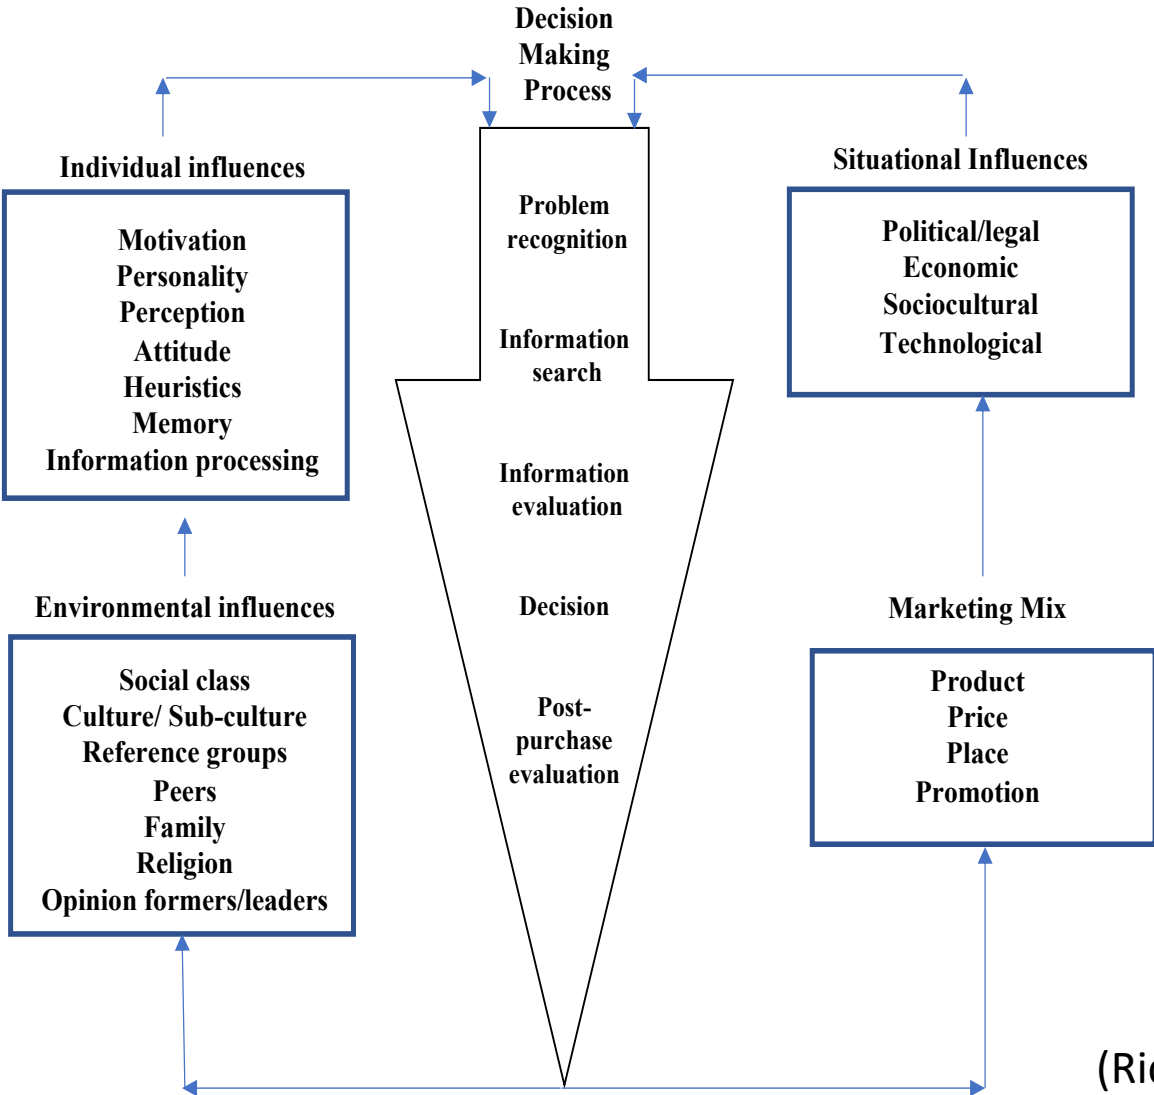 Decision
Making
Process
Individual influences
Motivation
Personality
Perception
Attitude
Heuristics
Memory
Information processing
Environmental influences
Social class
Culture/ Sub-culture
Reference groups
Peers
Family
Religion
Opinion formers/leaders
Problem
recognition
Information
search
Information
evaluation
Decision
Post-
purchase
evaluation
Situational Influences
Political/legal
Economic
Sociocultural
Technological
Marketing Mix
Product
Price
Place
Promotion